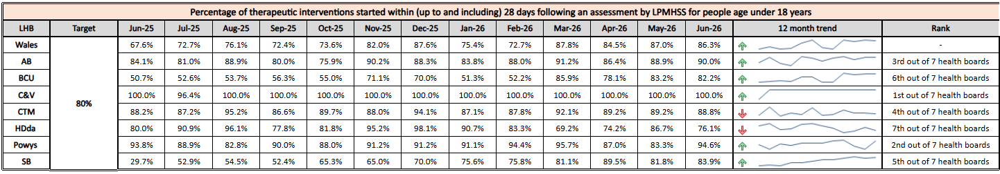 Percentage of therapeutic interventions started within (up to and including) 28 days following an assessment by LPMHSS for people age under 18 years
LHB Target Jun-25 Jul-25 Aug-25 Sep-25 Oct-25 Nov-25 Dec-25 Jan-26 Feb-26 Mar-26 Apr-26 May-26 Jun-26 12 month trend Rank
Wales 67.6% 72.7% 76.1% 72.4% 73.6% 82.0% 87.6% 75.4% 72.7% 87.8% 84.5% 87.0% 86.3% -
AB 84.1% 81.0% 88.9% 80.0% 75.9% 90.2% 88.3% 83.8% 88.0% 91.2% 86.4% 88.9% 90.0% 3rd out of 7 health boards
BCU 50.7% 52.6% 53.7% 56.3% 55.0% 71.1% 70.0% 51.3% 52.2% 85.9% 78.1% 83.2% 82.2% 6th out of 7 health boards
C&V 100.0% 96.4% 100.0% 100.0% 100.0% 100.0% 100.0% 100.0% 100.0% 100.0% 100.0% 100.0% 100.0% 1st out of 7 health boards
80%
CTM 88.2% 87.2% 95.2% 86.6% 89.7% 88.0% 94.1% 87.1% 87.8% 92.1% 89.2% 89.2% 88.8% 4th out of 7 health boards
HDda 80.0% 90.9% 96.1% 77.8% 81.8% 95.2% 98.1% 90.7% 83.3% 69.2% 74.2% 86.7% 76.1% 7th out of 7 health boards
Powys 93.8% 88.9% 82.8% 90.0% 88.0% 91.2% 91.2% 91.1% 94.4% 95.7% 87.0% 83.3% 94.6% 2nd out of 7 health boards
SB 29.7% 52.9% 54.5% 52.4% 65.3% 65.0% 70.0% 75.6% 75.8% 81.1% 89.5% 81.8% 83.9% 5th out of 7 health boards